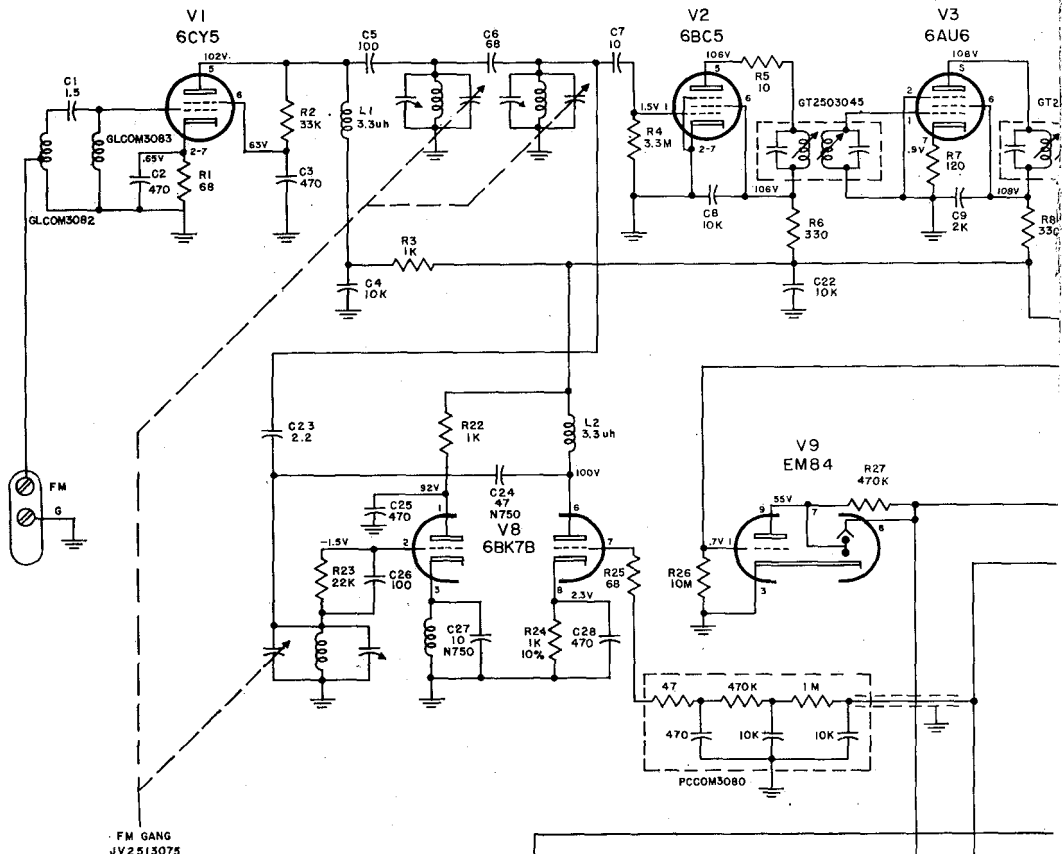 V1
6CY5
V2
6BC5
V3
6AU6
C1
1.5
102V
5
6
C5
100
C6
68
C7
10
106V
5
R5
10
108V
5
GLCOM3083
.65V
2-7
63V
C2
470
R1
68
GLCOM3082
R2
33K
C3
470
L1
3.3uh
1.5V 1
6
R4
3.3M
2-7
C8
10K
106V
GT2503045
2
1
6
7
.9V
R7
120
C9
2K
108V
GT2
R6
330
R8
330
R3
1K
C4
10K
C22
10K
C23
2.2
R22
1K
L2
3.3uh
100V
C24
47
N750
92V
C25
470
1
V8
6BK7B
6
2
7
-1.5V
R23
22K
C26
100
3
8
2.3V
C27
10
N750
R24
1K
10%
C28
470
R25
68
V9
EM84
R27
470K
55V
9
7
6
.7V 1
R26
10M
3
FM
G
47
470K
1M
470
10K
10K
PCCOM3080
FM GANG
JV2513075